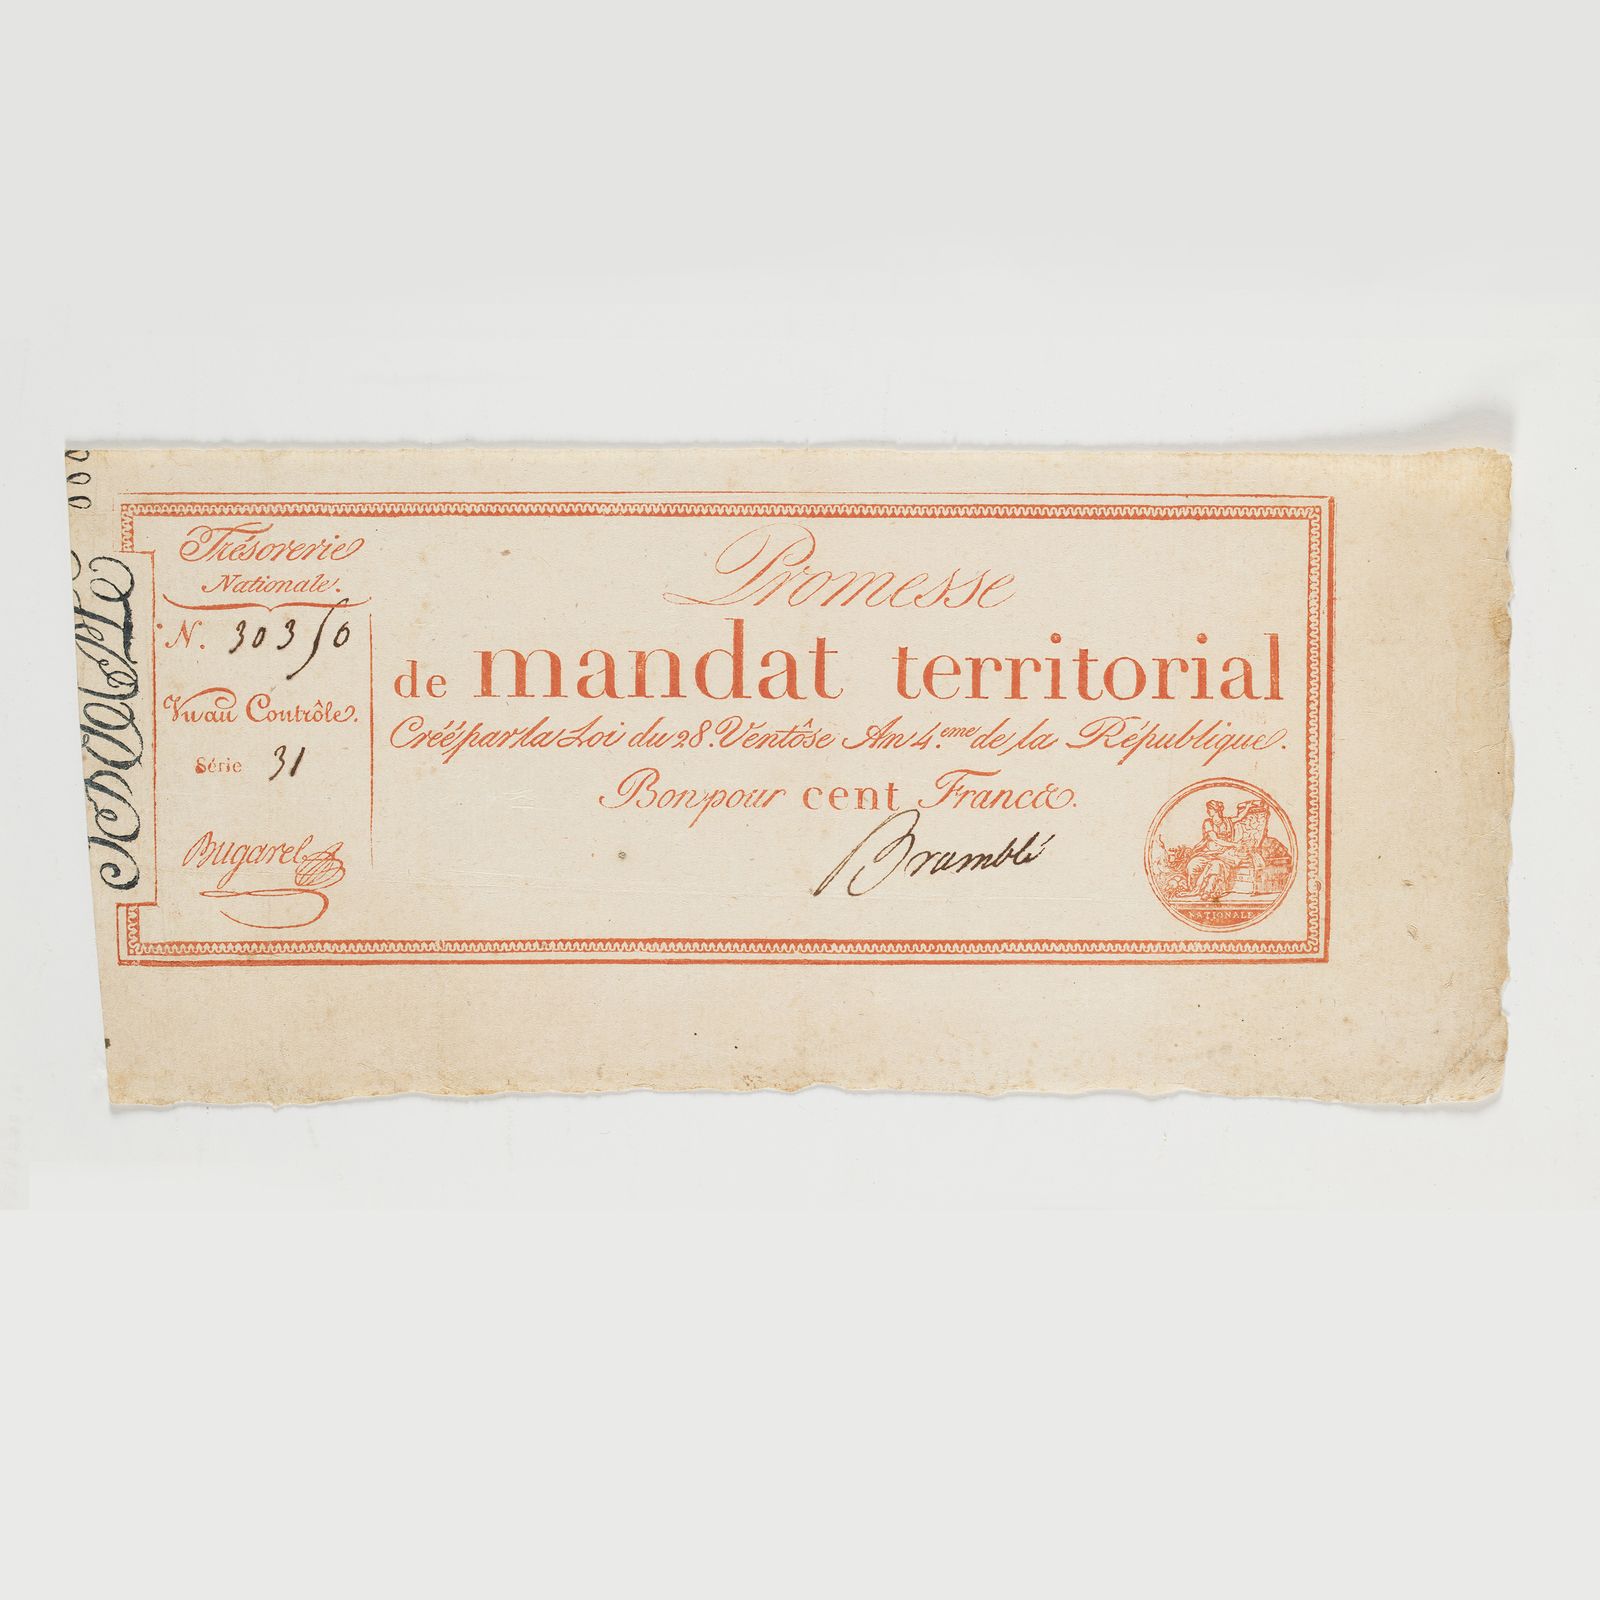 Trésorerie
Nationale.
N. 30350
Vu au Contrôle.
Série 31
Bugarel
Promesse
de mandat territorial
Créé par la Loi du 28. Ventôse An 4.eme de la République.
Bon pour cent Francs.
Bramblé
NATIONALE